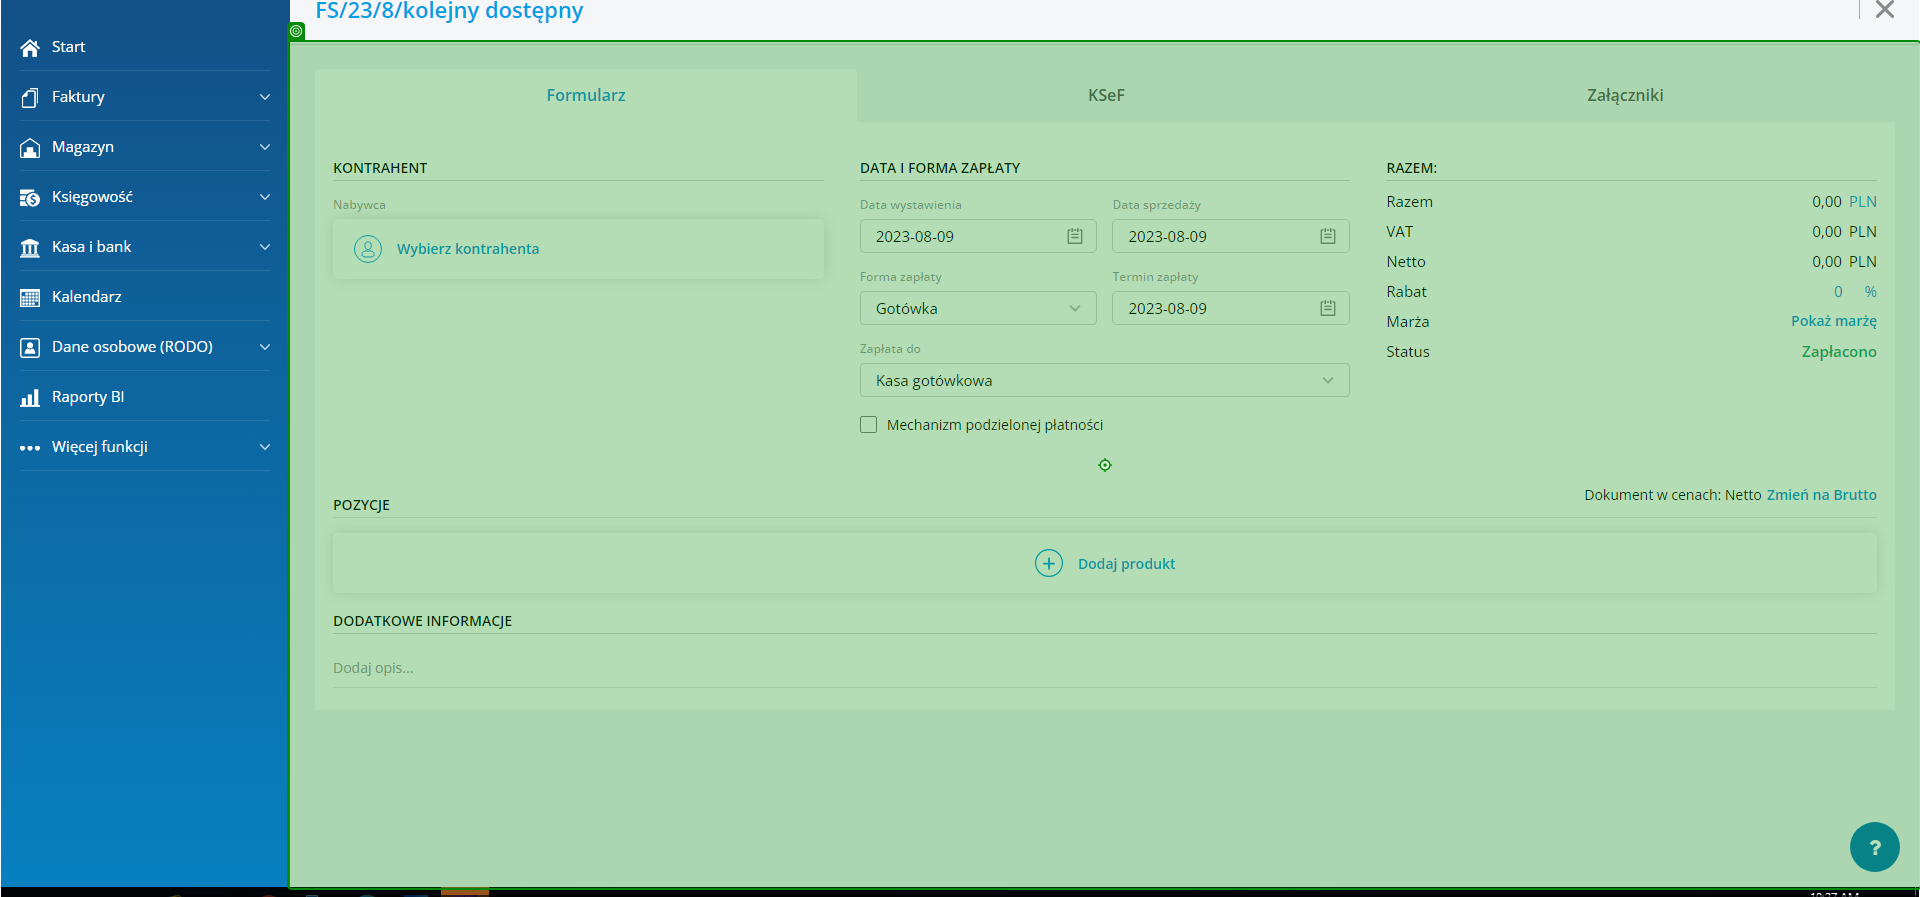 FS/23/8/kolejny dostępny
Start
Faktury
Magazyn
Księgowość
Kasa i bank
Kalendarz
Dane osobowe (RODO)
Raporty BI
Więcej funkcji
Formularz
KSeF
Załączniki
KONTRAHENT
Nabywca
Wybierz kontrahenta
DATA I FORMA ZAPŁATY
Data wystawienia
Data sprzedaży
2023-08-09
2023-08-09
Forma zapłaty
Termin zapłaty
Gotówka
2023-08-09
Zapłata do
Kasa gotówkowa
Mechanizm podzielonej płatności
RAZEM:
Razem 0,00 PLN
VAT 0,00 PLN
Netto 0,00 PLN
Rabat 0 %
Marża Pokaż marżę
Status Zapłacono
Dokument w cenach: Netto Zmień na Brutto
POZYCJE
Dodaj produkt
DODATKOWE INFORMACJE
Dodaj opis...
?